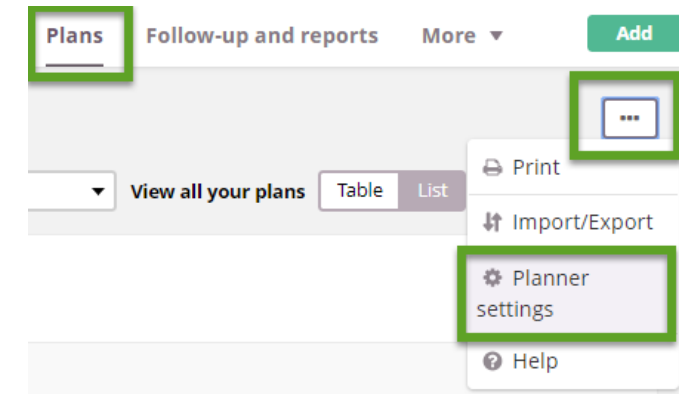 Plans Follow-up and reports More ▼ Add
...
View all your plans Table List
Print
Import/Export
Planner
settings
Help